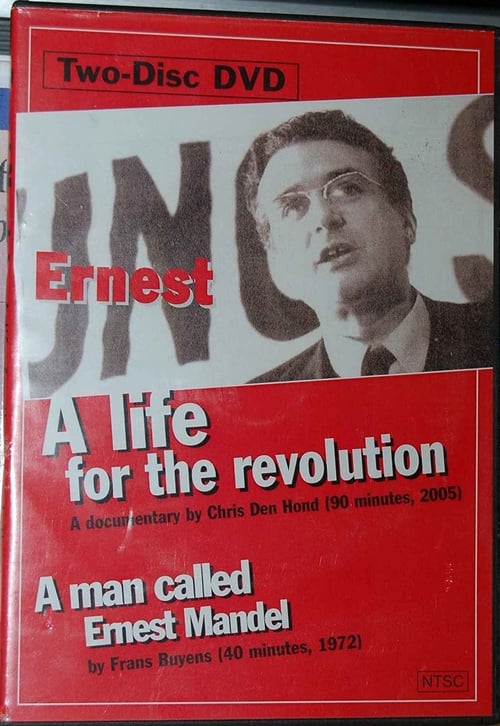 Two-Disc DVD
UNGS
Ernest
A life
for the revolution
A documentary by Chris Den Hond (90 minutes, 2005)
A man called
Ernest Mandel
by Frans Buyens (40 minutes, 1972)
NTSC